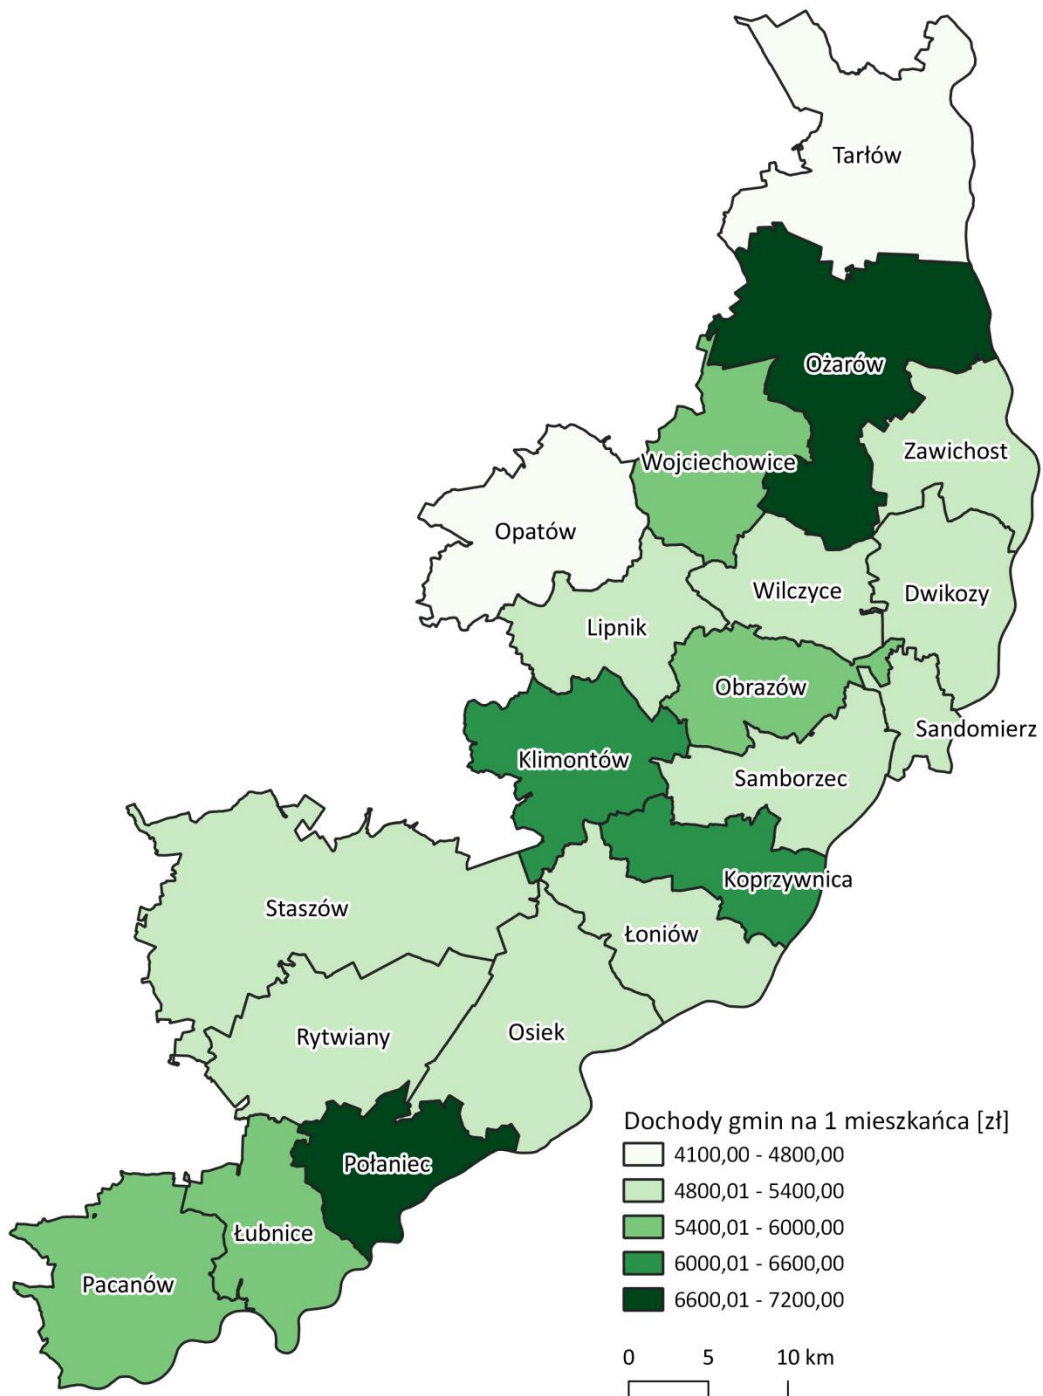 Tarłów
Ożarów
Zawichost
Wojciechowice
Opatów
Wilczyce
Dwikozy
Lipnik
Obrazów
Sandomierz
Klimontów
Samborzec
Koprzywnica
Staszów
Łoniów
Osiek
Rytwiany
Połaniec
Łubnice
Pacanów
Dochody gmin na 1 mieszkańca [zł]
4100,00 - 4800,00
4800,01 - 5400,00
5400,01 - 6000,00
6000,01 - 6600,00
6600,01 - 7200,00
0 5 10 km